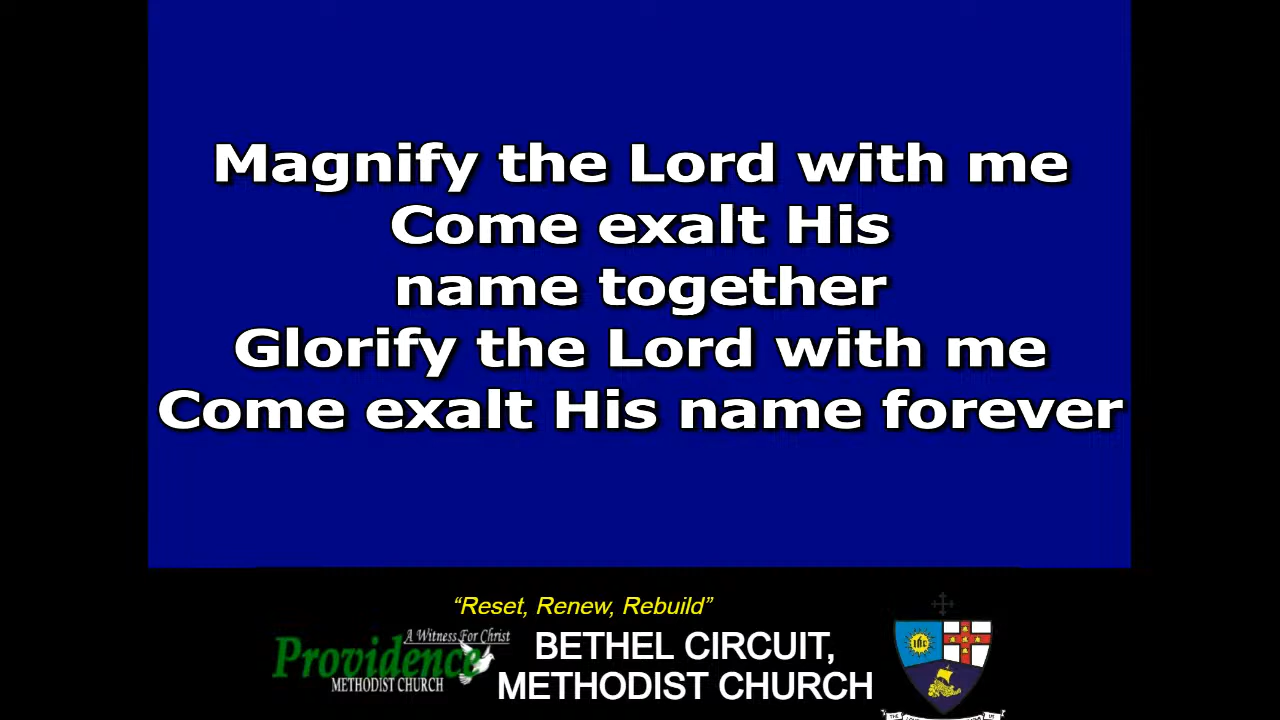 Magnify the Lord with me
Come exalt His
name together
Glorify the Lord with me
Come exalt His name forever
“Reset, Renew, Rebuild”
A Witness For Christ
Providence
METHODIST CHURCH
BETHEL CIRCUIT,
METHODIST CHURCH
IHC